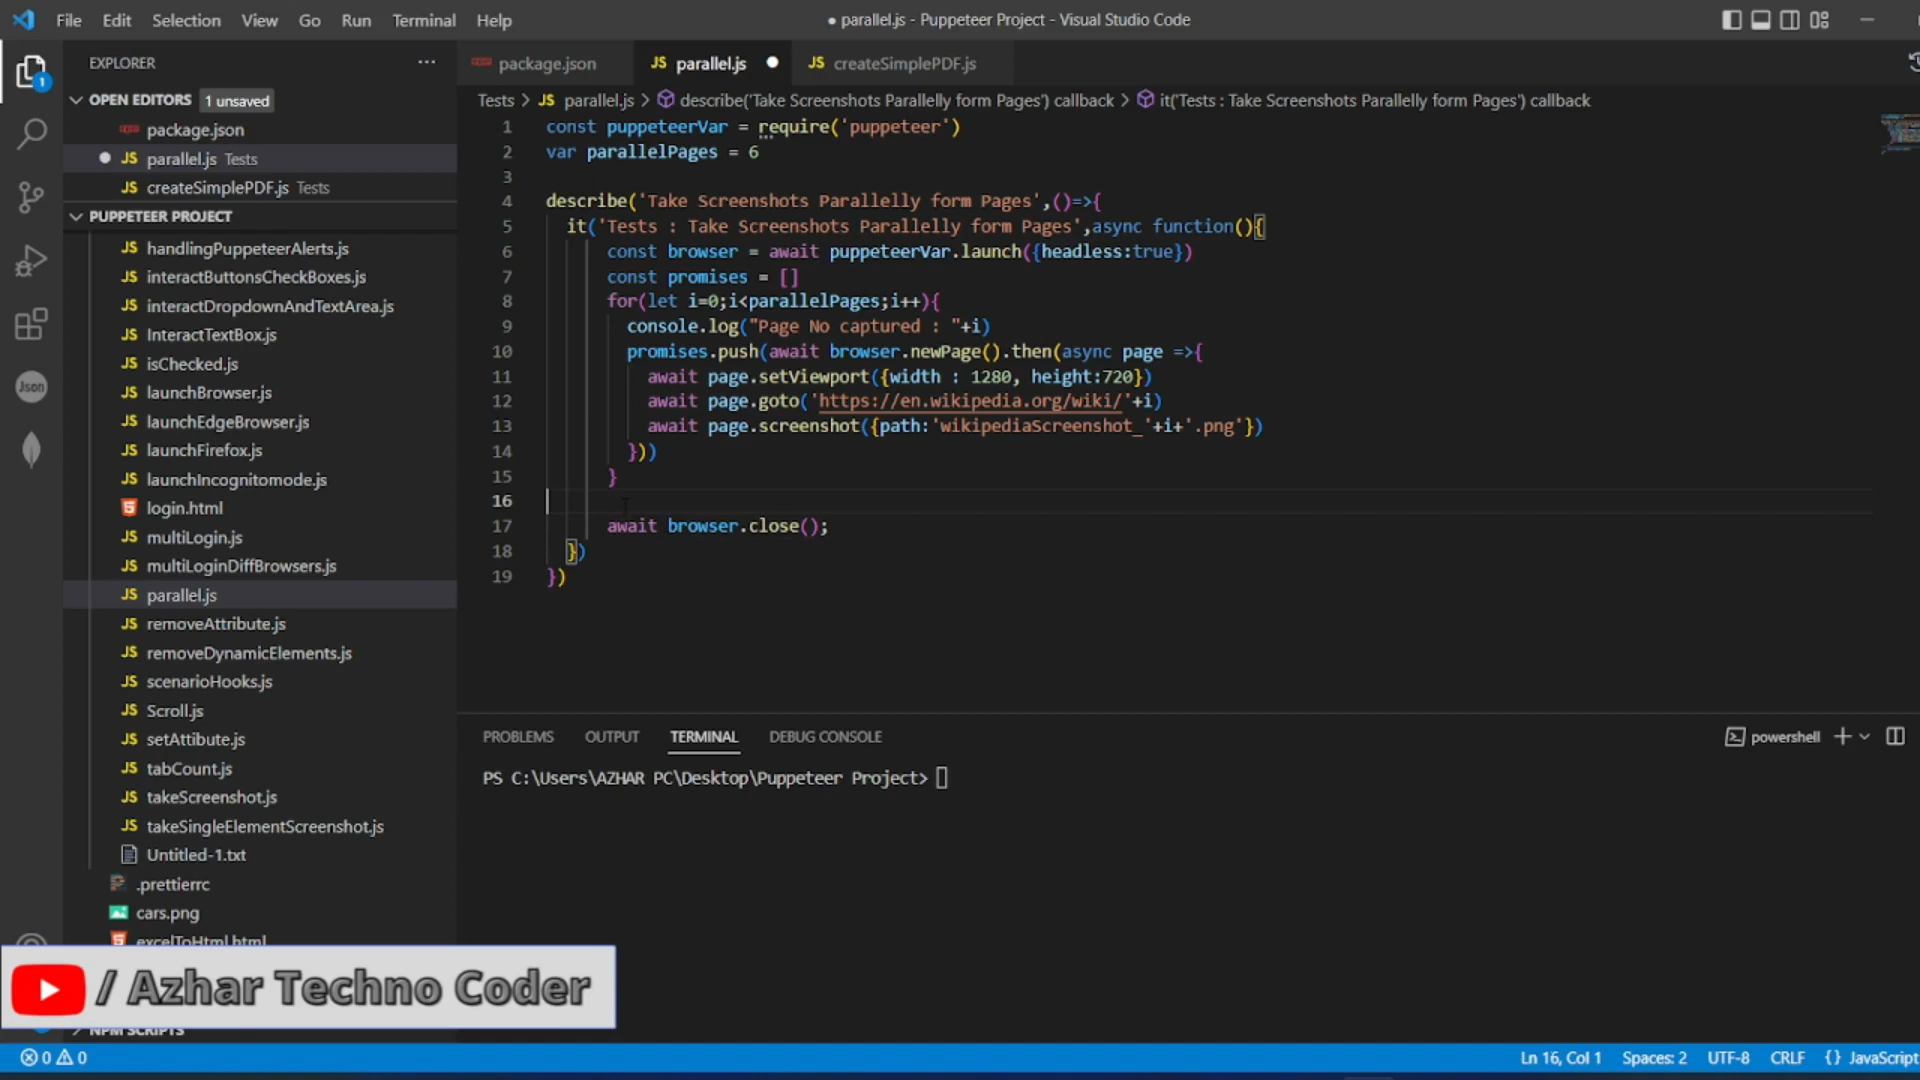 File Edit Selection View Go Run Terminal Help
● parallel.js - Puppeteer Project - Visual Studio Code
EXPLORER
OPEN EDITORS 1 unsaved
package.json
JS parallel.js Tests
JS createSimplePDF.js Tests
PUPPETEER PROJECT
JS handlingPuppeteerAlerts.js
JS interactButtonsCheckBoxes.js
JS interactDropdownAndTextArea.js
JS InteractTextBox.js
JS isChecked.js
JS launchBrowser.js
JS launchEdgeBrowser.js
JS launchFirefox.js
JS launchIncognitomode.js
login.html
JS multiLogin.js
JS multiLoginDiffBrowsers.js
JS parallel.js
JS removeAttribute.js
JS removeDynamicElements.js
JS scenarioHooks.js
JS Scroll.js
JS setAttibute.js
JS tabCount.js
JS takeScreenshot.js
JS takeSingleElementScreenshot.js
Untitled-1.txt
.prettierrc
cars.png
excelToHtml.html
NPM SCRIPTS
1
Json
package.json JS parallel.js ● JS createSimplePDF.js
Tests > JS parallel.js > describe('Take Screenshots Parallelly form Pages') callback > it('Tests : Take Screenshots Parallelly form Pages') callback
1 const puppeteerVar = require('puppeteer')
2 var parallelPages = 6
3
4 describe('Take Screenshots Parallelly form Pages',()=>{
5 it('Tests : Take Screenshots Parallelly form Pages',async function(){
6 const browser = await puppeteerVar.launch({headless:true})
7 const promises = []
8 for(let i=0;i<parallelPages;i++){
9 console.log("Page No captured : "+i)
10 promises.push(await browser.newPage().then(async page =>{
11 await page.setViewport({width : 1280, height:720})
12 await page.goto('https://en.wikipedia.org/wiki/'+i)
13 await page.screenshot({path:'wikipediaScreenshot_'+i+'.png'})
14 }))
15 }
16
17 await browser.close();
18 })
19 })
PROBLEMS OUTPUT TERMINAL DEBUG CONSOLE
powershell
PS C:\Users\AZHAR PC\Desktop\Puppeteer Project>
/ Azhar Techno Coder
0 0
Ln 16, Col 1 Spaces: 2 UTF-8 CRLF {} JavaScript